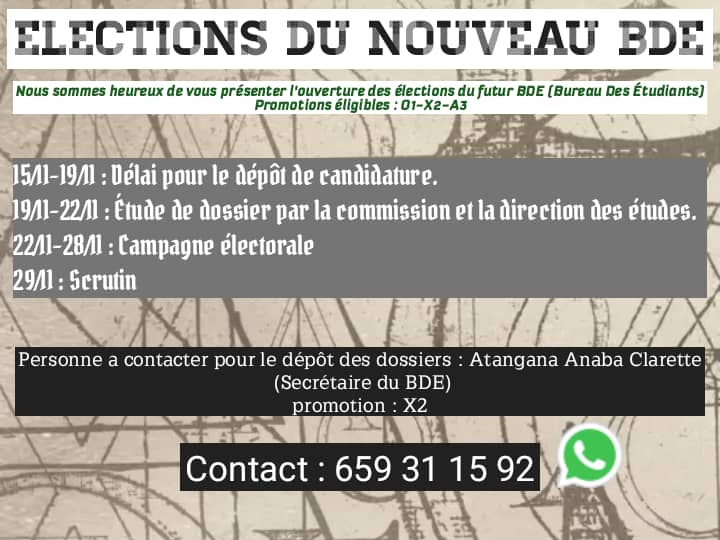 ELECTIONS DU NOUVEAU BDE
Nous sommes heureux de vous présenter l'ouverture des élections du futur BDE (Bureau Des Étudiants)
Promotions éligibles : O1-X2-A3
15/11-19/11 : Délai pour le dépôt de candidature.
19/11-22/11 : Étude de dossier par la commission et la direction des études.
22/11-28/11 : Campagne électorale
29/11 : Scrutin
Personne a contacter pour le dépôt des dossiers : Atangana Anaba Clarette
(Secrétaire du BDE)
promotion : X2
Contact : 659 31 15 92